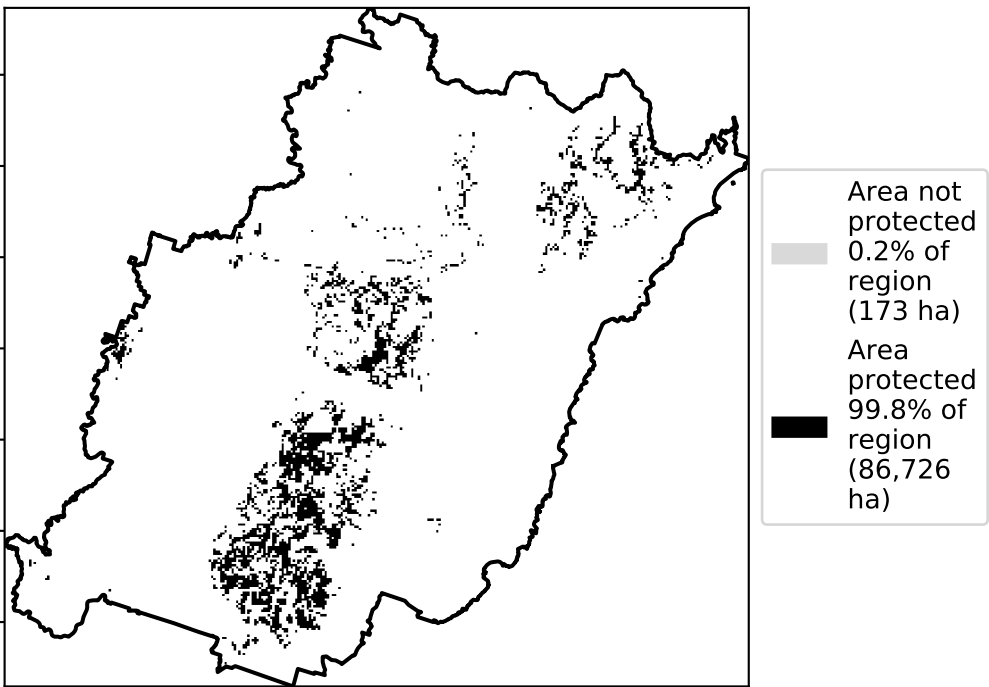 Area not
protected
0.2% of
region
(173 ha)
Area
protected
99.8% of
region
(86,726
ha)